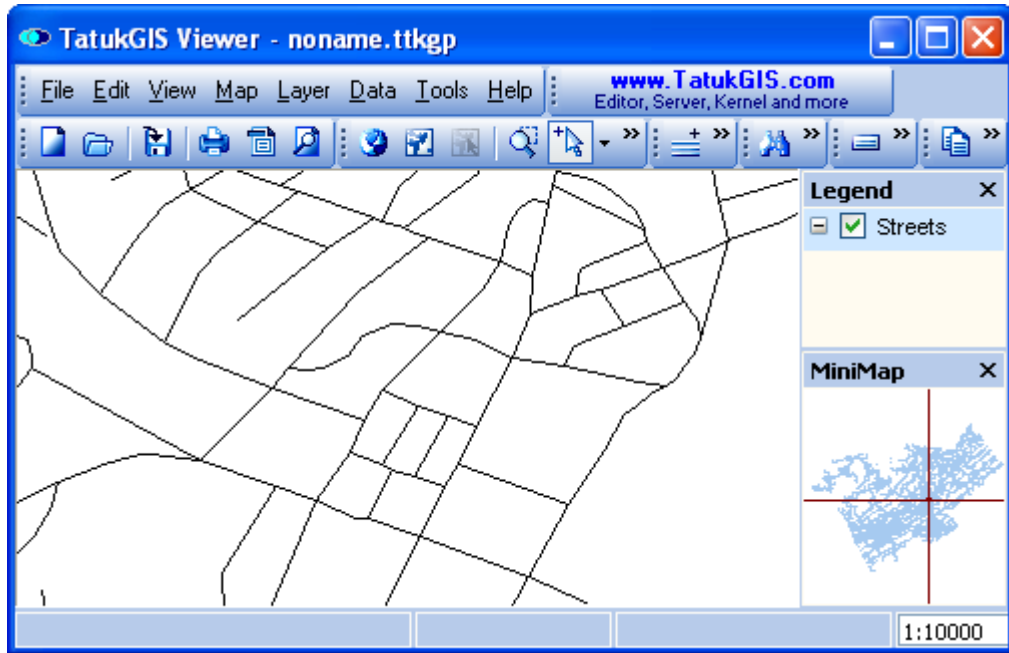 TatukGIS Viewer - noname.ttkgp
File Edit View Map Layer Data Tools Help
www.TatukGIS.com
Editor, Server, Kernel and more
Legend
Streets
MiniMap
1:10000